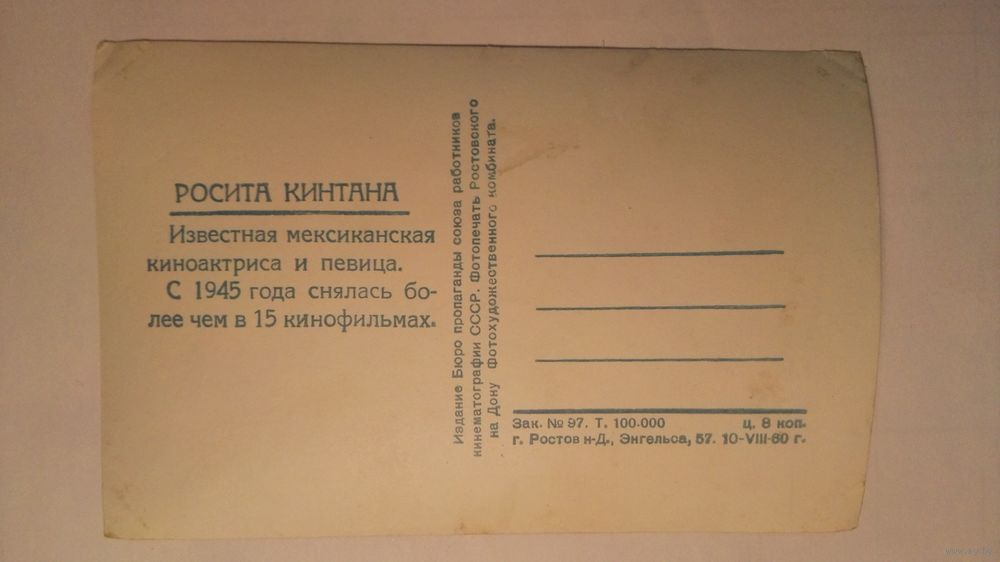 РОСИТА КИНТАНА
Известная мексиканская
киноактриса и певица.
С 1945 года снялась бо-
лее чем в 15 кинофильмах.
Издание Бюро пропаганды союза работников
кинематографии СССР. Фотопечать Ростовского
на Дону Фотохудожественного комбината.
Зак. № 97. Т. 100.000 ц. 8 коп.
г. Ростов н-Д., Энгельса, 57. 10-VIII-60 г.